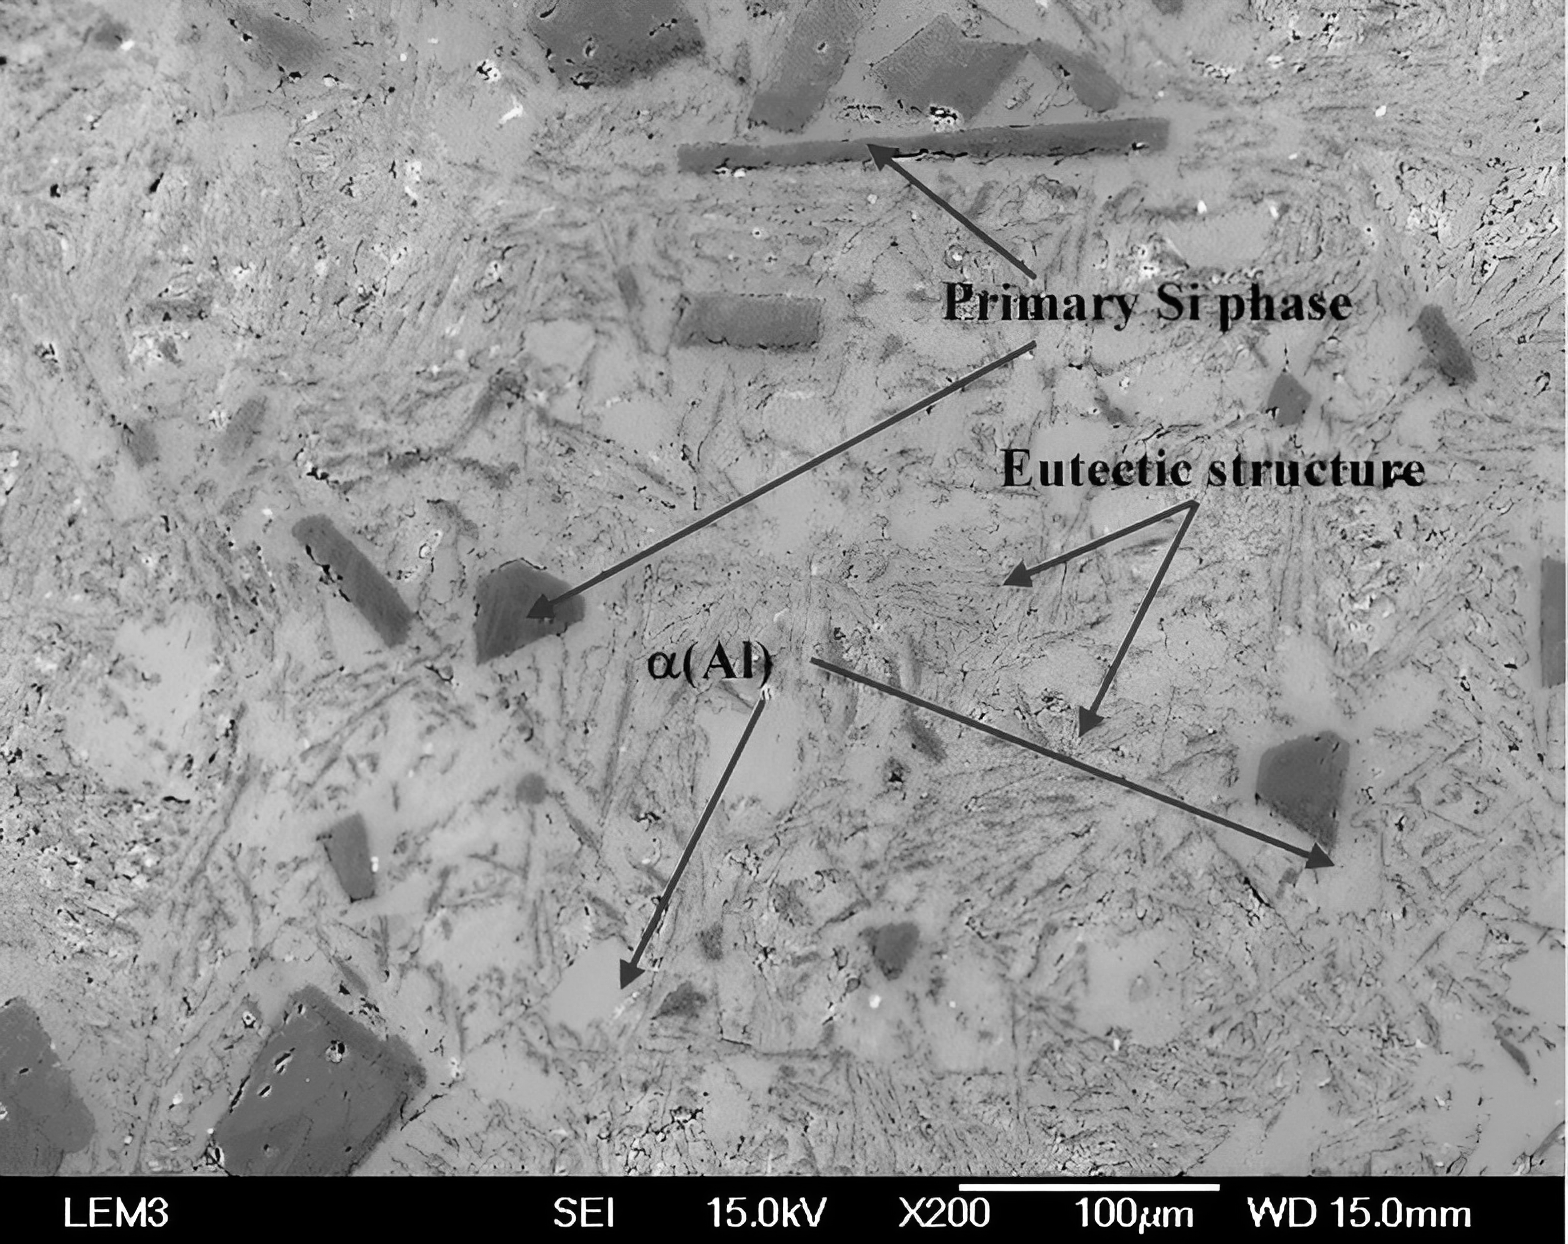 Primary Si phase
Eutectic structure
α(Al)
LEM3 SEI 15.0kV X200 100μm WD 15.0mm